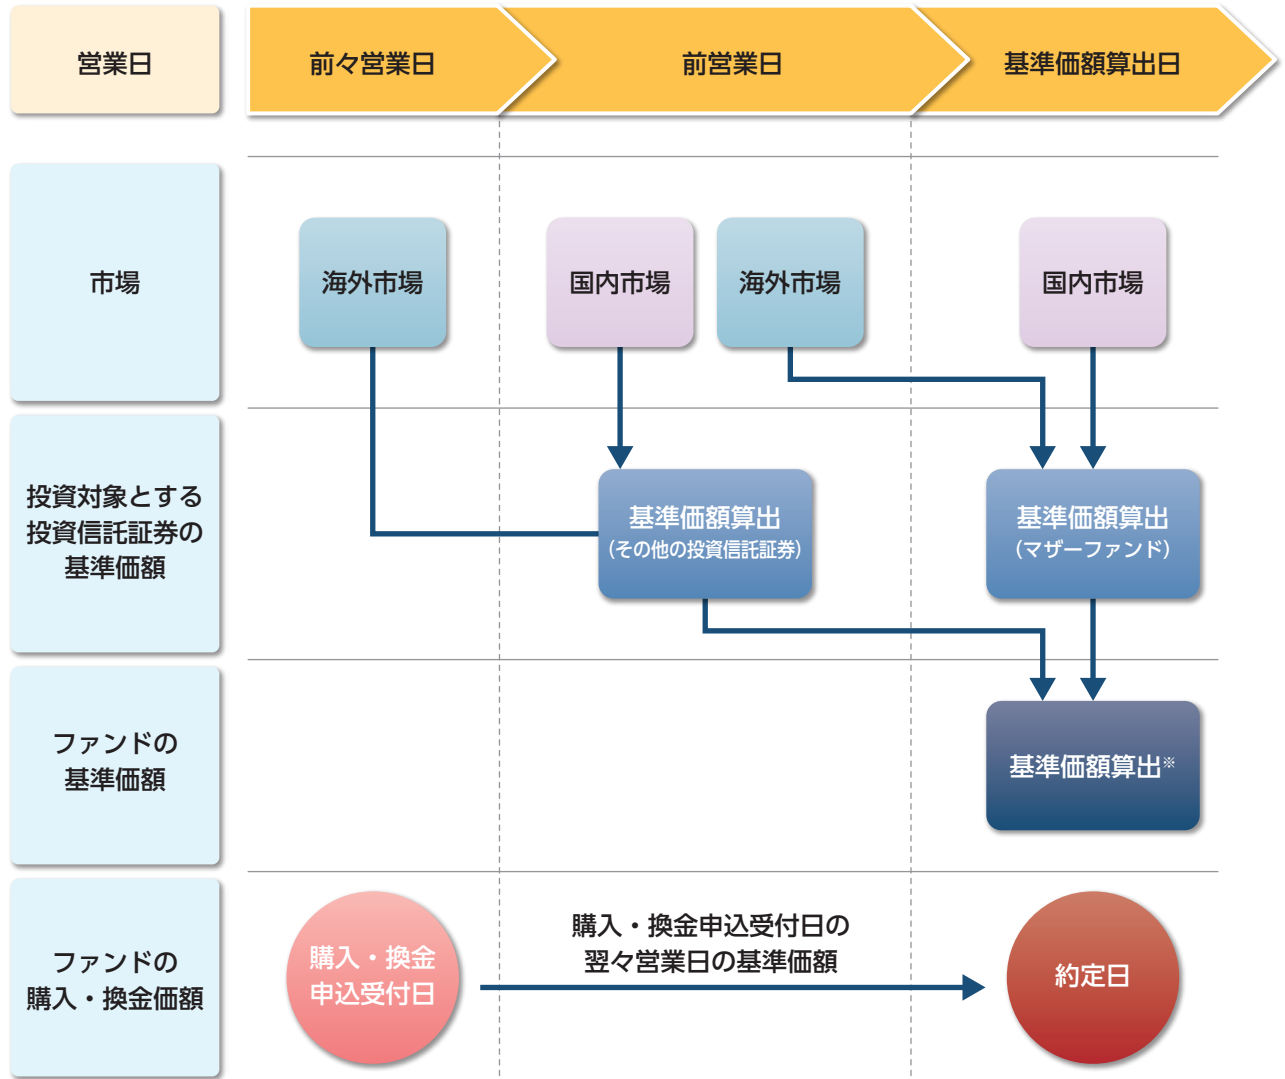 営業日
前々営業日
前営業日
基準価額算出日
市場
海外市場
国内市場
海外市場
国内市場
投資対象とする
投資信託証券の
基準価額
基準価額算出
（その他の投資信託証券）
基準価額算出
（マザーファンド）
ファンドの
基準価額
基準価額算出※
ファンドの
購入・換金価額
購入・換金
申込受付日
購入・換金申込受付日の
翌々営業日の基準価額
約定日